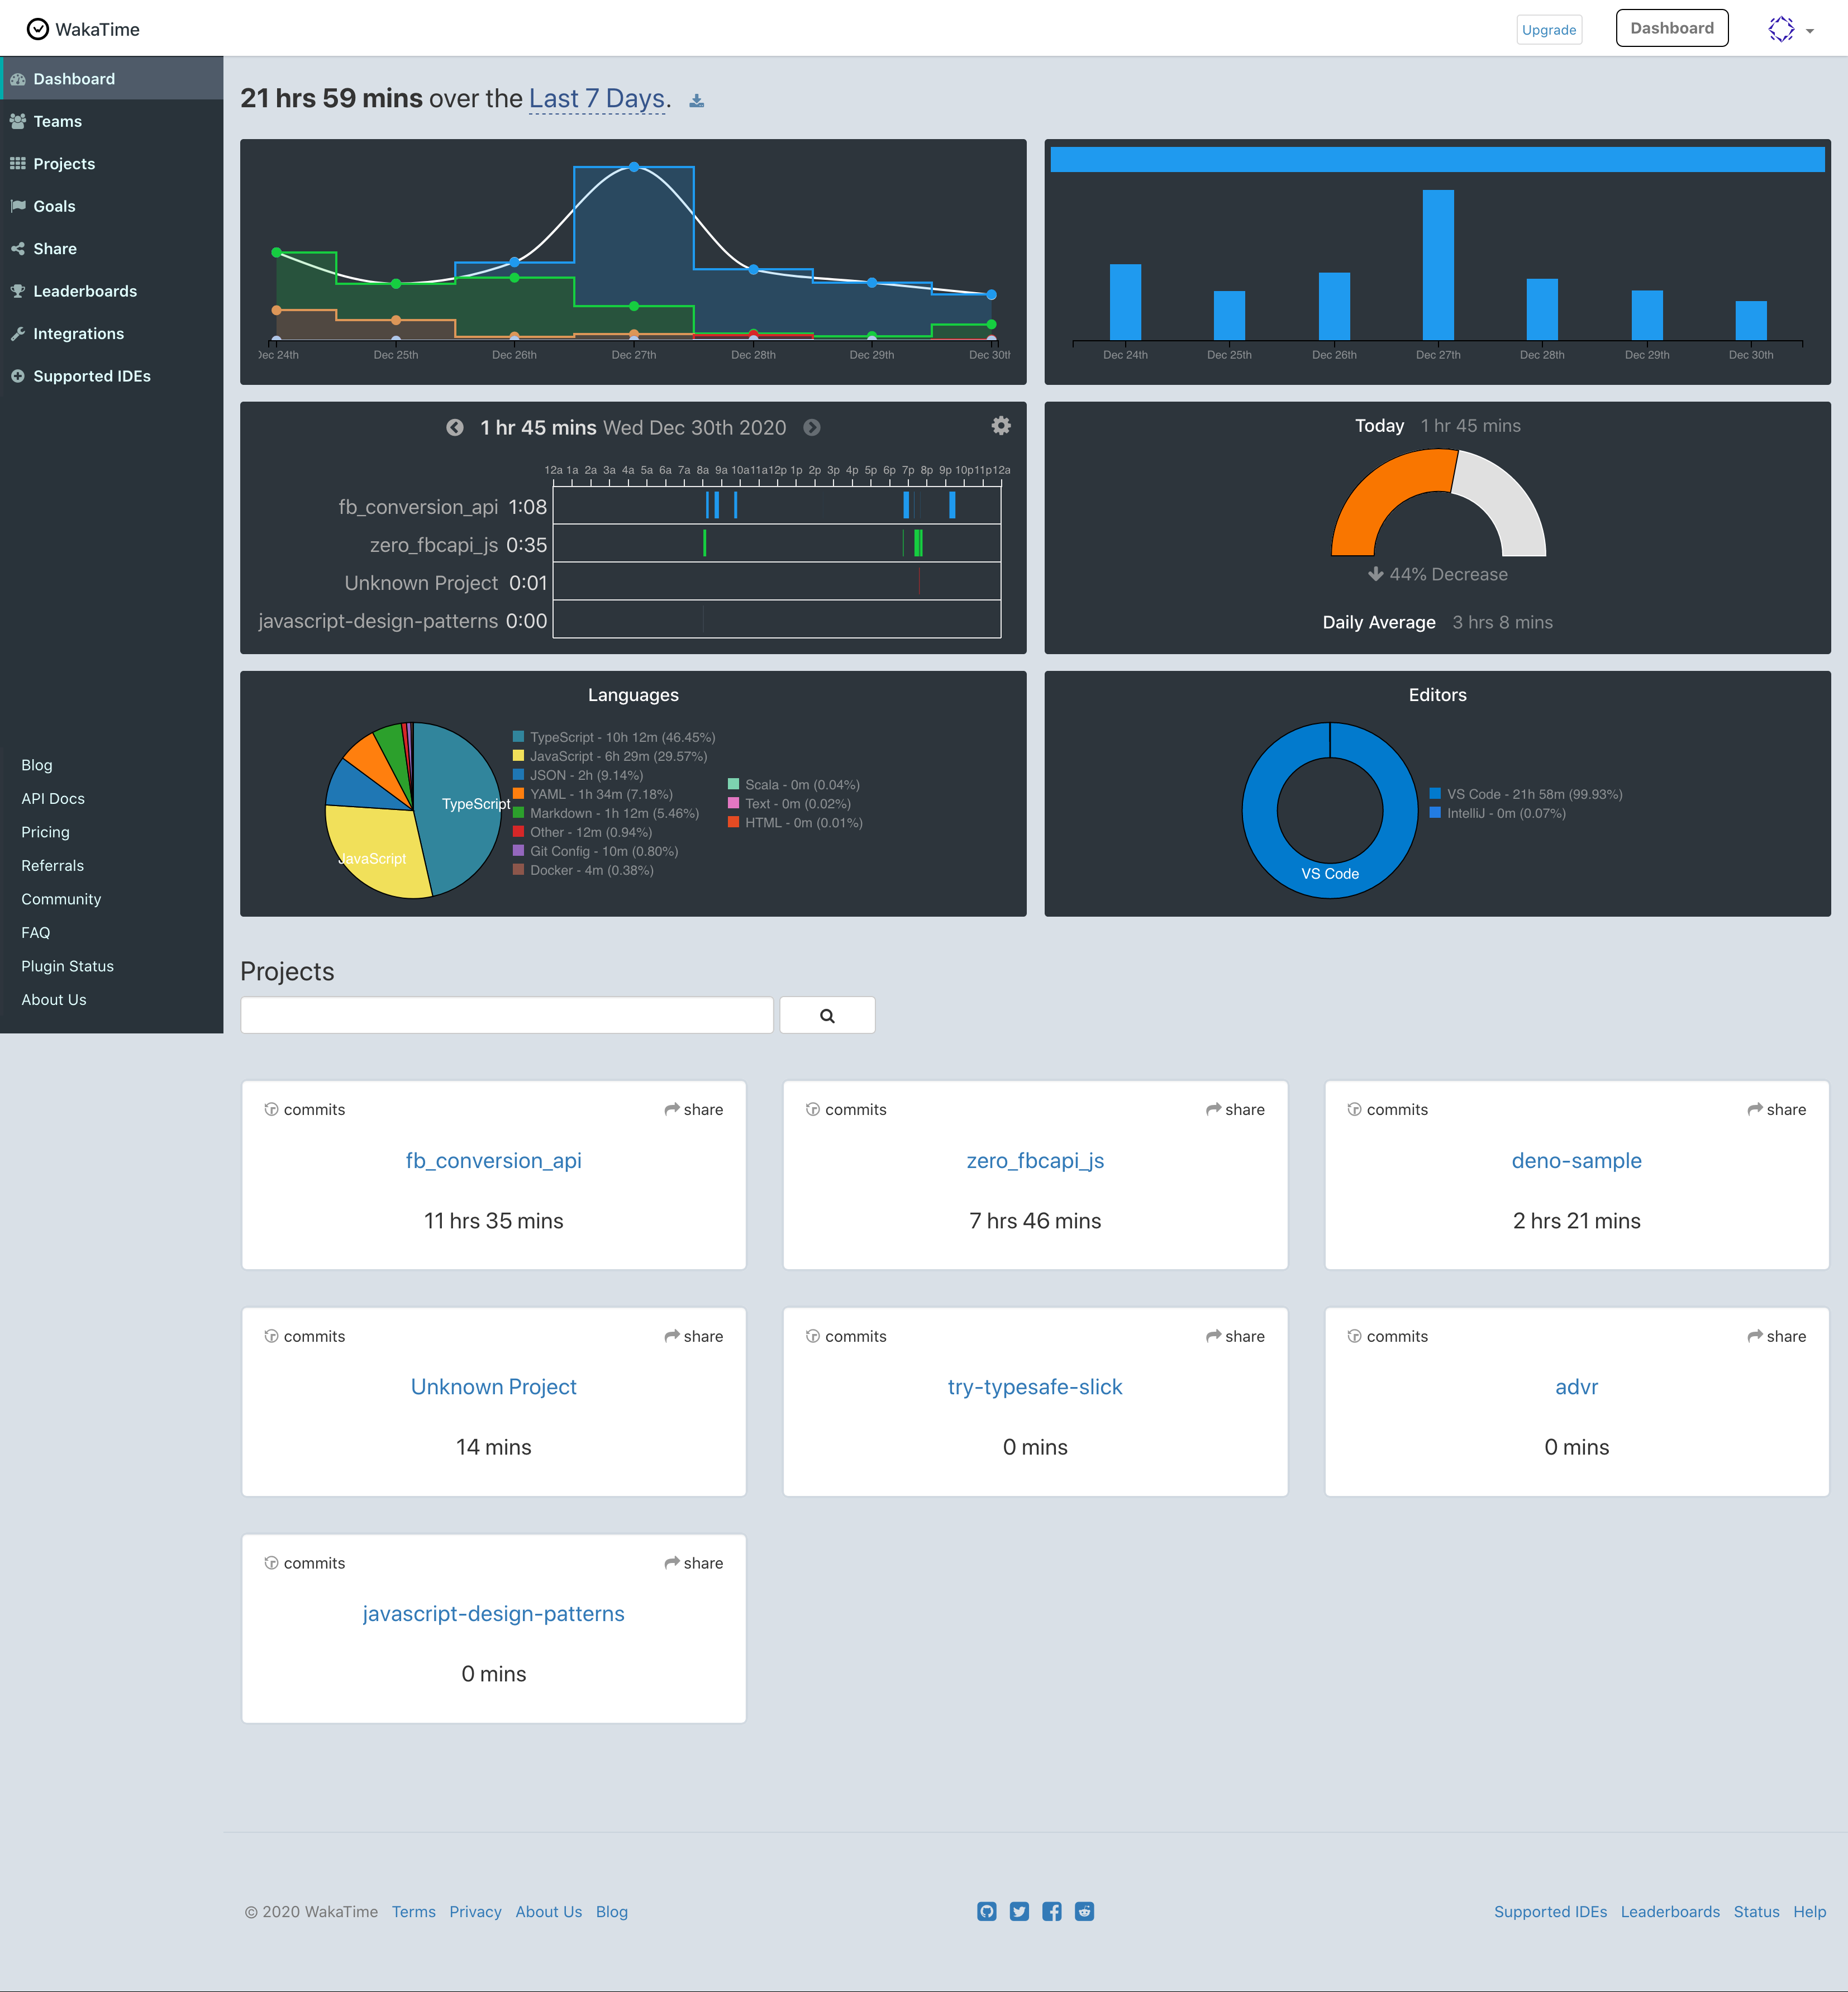 WakaTime
Upgrade
Dashboard
Dashboard
Teams
Projects
Goals
Share
Leaderboards
Integrations
Supported IDEs
Blog
API Docs
Pricing
Referrals
Community
FAQ
Plugin Status
About Us
21 hrs 59 mins over the Last 7 Days.
Dec 24th Dec 25th Dec 26th Dec 27th Dec 28th Dec 29th Dec 30th
Dec 24th Dec 25th Dec 26th Dec 27th Dec 28th Dec 29th Dec 30th
1 hr 45 mins Wed Dec 30th 2020
12a 1a 2a 3a 4a 5a 6a 7a 8a 9a 10a 11a 12p 1p 2p 3p 4p 5p 6p 7p 8p 9p 10p 11p 12a
fb_conversion_api 1:08
zero_fbcapi_js 0:35
Unknown Project 0:01
javascript-design-patterns 0:00
Today 1 hr 45 mins
44% Decrease
Daily Average 3 hrs 8 mins
Languages
TypeScript
JavaScript
TypeScript - 10h 12m (46.45%)
JavaScript - 6h 29m (29.57%)
JSON - 2h (9.14%)
YAML - 1h 34m (7.18%)
Markdown - 1h 12m (5.46%)
Other - 12m (0.94%)
Git Config - 10m (0.80%)
Docker - 4m (0.38%)
Scala - 0m (0.04%)
Text - 0m (0.02%)
HTML - 0m (0.01%)
Editors
VS Code
VS Code - 21h 58m (99.93%)
IntelliJ - 0m (0.07%)
Projects
commits share
fb_conversion_api
11 hrs 35 mins
commits share
zero_fbcapi_js
7 hrs 46 mins
commits share
deno-sample
2 hrs 21 mins
commits share
Unknown Project
14 mins
commits share
try-typesafe-slick
0 mins
commits share
advr
0 mins
commits share
javascript-design-patterns
0 mins
© 2020 WakaTime Terms Privacy About Us Blog
Supported IDEs Leaderboards Status Help